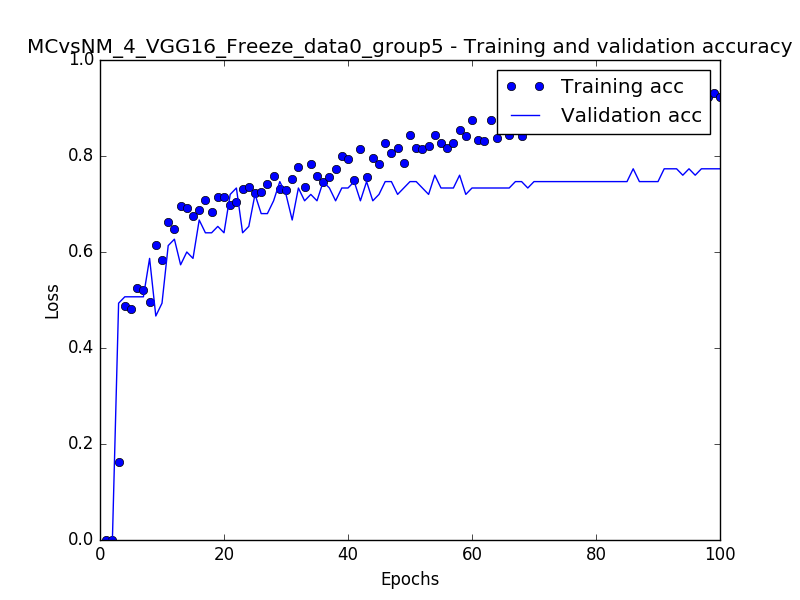 MCvsNM_4_VGG16_Freeze_data0_group5 - Training and validation accuracy
1.0
Training acc
Validation acc
0.8
0.6
Loss
0.4
0.2
0.0
0 20 40 60 80 100
Epochs